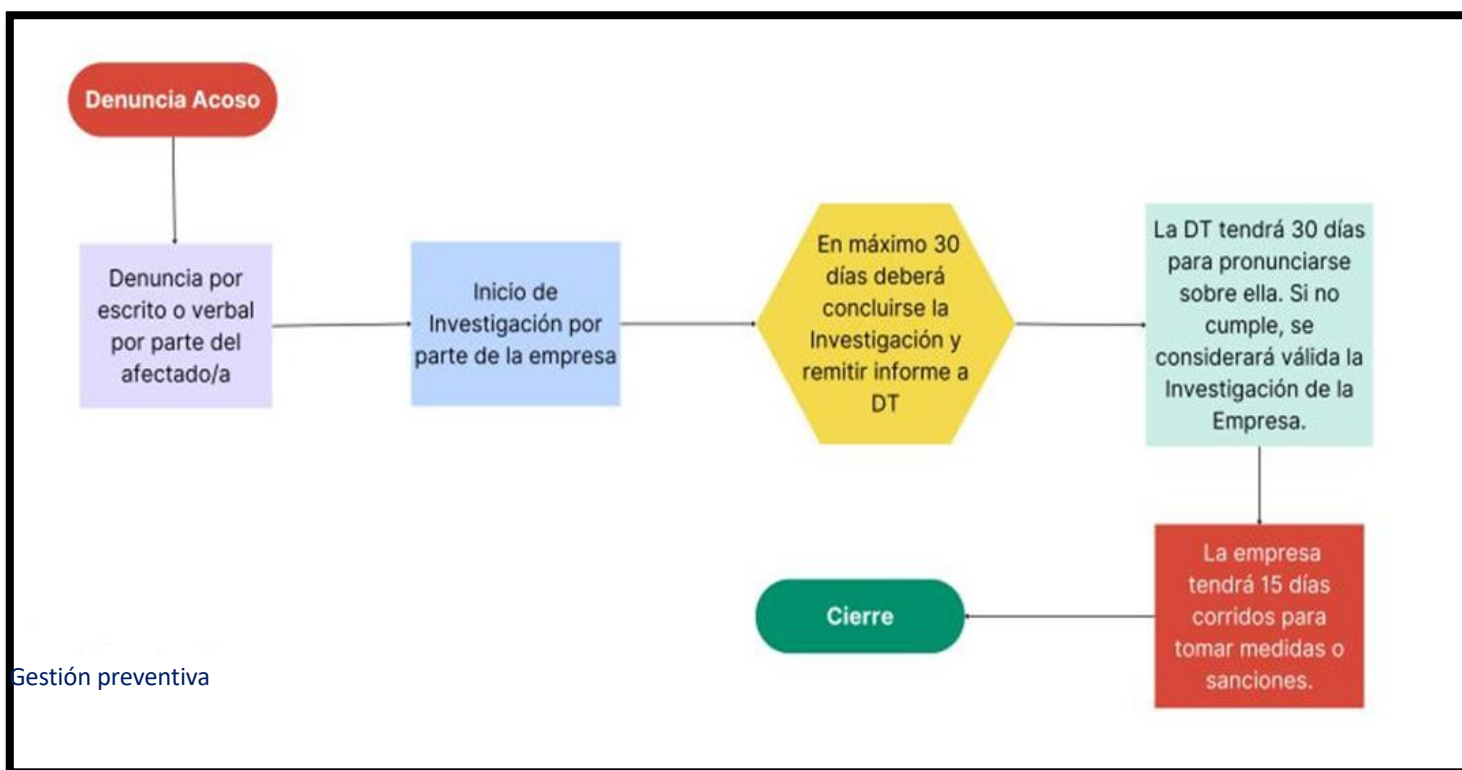 Denuncia Acoso
Denuncia por
escrito o verbal
por parte del
afectado/a
Inicio de
Investigación por
parte de la empresa
En máximo 30
días deberá
concluirse la
Investigación y
remitir informe a
DT
La DT tendrá 30 días
para pronunciarse
sobre ella. Si no
cumple, se
considerará válida la
Investigación de la
Empresa.
La empresa
tendrá 15 días
corridos para
tomar medidas o
sanciones.
Cierre
Gestión preventiva